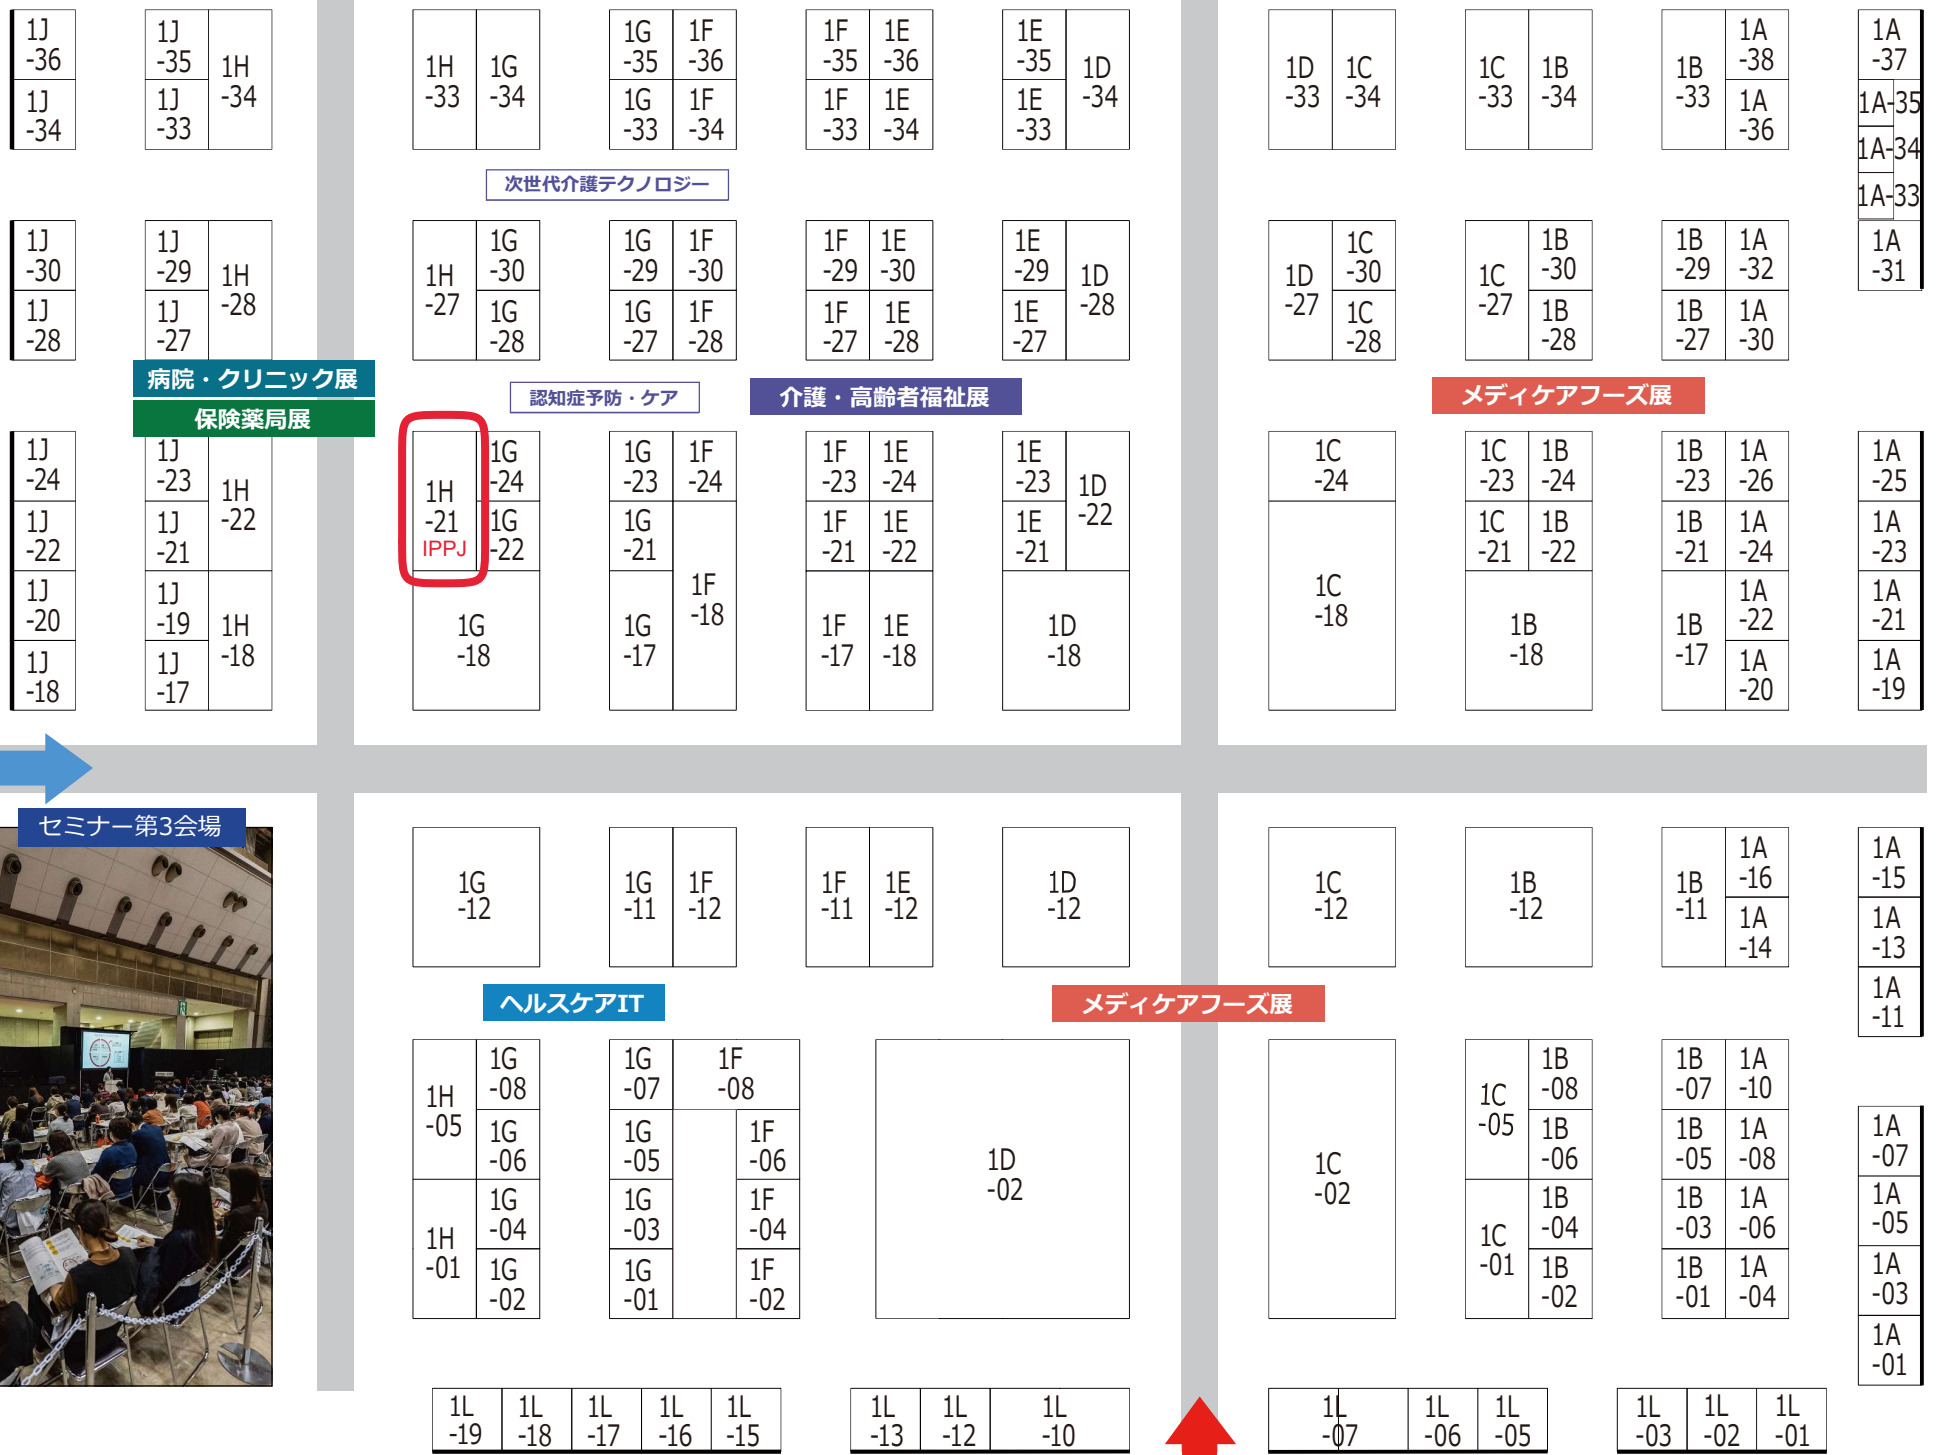 1J
-36
1J
-35
1H
-34
1J
-34
1J
-33
1H
-33
1G
-34
1G
-35
1F
-36
1G
-33
1F
-34
1F
-35
1E
-36
1F
-33
1E
-34
1E
-35
1D
-34
1E
-33
1D
-33
1C
-34
1C
-33
1B
-34
1B
-33
1A
-38
1A
-36
1A
-37
1A-35
1A-34
1A-33
次世代介護テクノロジー
1J
-30
1J
-28
1J
-29
1J
-27
1H
-28
1H
-27
1G
-30
1G
-28
1G
-29
1F
-30
1G
-27
1F
-28
1F
-29
1E
-30
1F
-27
1E
-28
1E
-29
1E
-27
1D
-28
1D
-27
1C
-30
1C
-28
1C
-27
1B
-30
1B
-28
1B
-29
1A
-32
1B
-27
1A
-30
1A
-31
病院・クリニック展
保険薬局展
認知症予防・ケア
介護・高齢者福祉展
メディケアフーズ展
1J
-24
1J
-22
1J
-20
1J
-18
1J
-23
1J
-21
1J
-19
1J
-17
1H
-22
1H
-18
1H
-21
IPPJ
1G
-24
1G
-22
1G
-18
1G
-23
1G
-21
1G
-17
1F
-24
1F
-18
1F
-23
1F
-21
1F
-17
1E
-24
1E
-22
1E
-18
1E
-23
1E
-21
1D
-22
1D
-18
1C
-24
1C
-18
1C
-23
1B
-24
1C
-21
1B
-22
1B
-18
1B
-23
1B
-21
1B
-17
1A
-26
1A
-24
1A
-22
1A
-20
1A
-25
1A
-23
1A
-21
1A
-19
セミナー第3会場
1G
-12
1G
-11
1F
-12
1F
-11
1E
-12
1D
-12
1C
-12
1B
-12
1B
-11
1A
-16
1A
-14
1A
-15
1A
-13
1A
-11
ヘルスケアIT
メディケアフーズ展
1H
-05
1H
-01
1G
-08
1G
-06
1G
-04
1G
-02
1G
-07
1G
-05
1G
-03
1G
-01
1F
-08
1F
-06
1F
-04
1F
-02
1D
-02
1C
-02
1C
-05
1C
-01
1B
-08
1B
-06
1B
-04
1B
-02
1B
-07
1B
-05
1B
-03
1B
-01
1A
-10
1A
-08
1A
-06
1A
-04
1A
-07
1A
-05
1A
-03
1A
-01
1L
-19
1L
-18
1L
-17
1L
-16
1L
-15
1L
-13
1L
-12
1L
-10
1L
-07
1L
-06
1L
-05
1L
-03
1L
-02
1L
-01